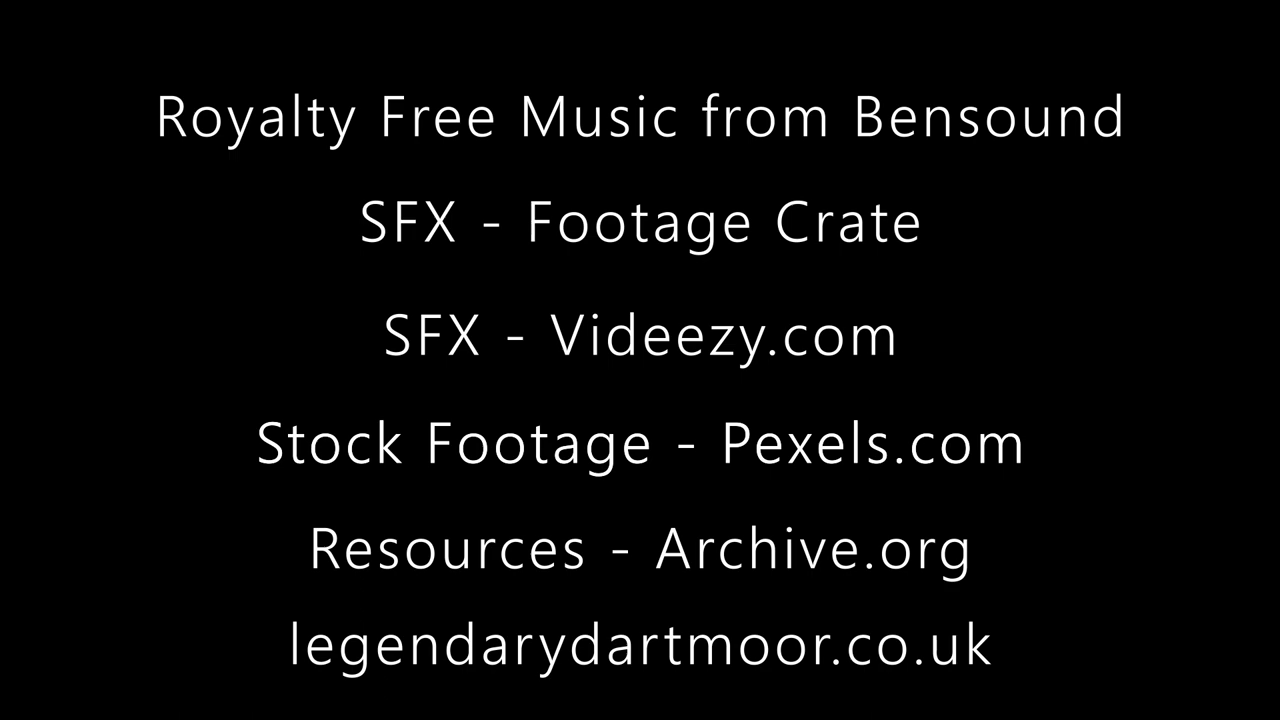 Royalty Free Music from Bensound
SFX - Footage Crate
SFX - Videezy.com
Stock Footage - Pexels.com
Resources - Archive.org
legendarydartmoor.co.uk